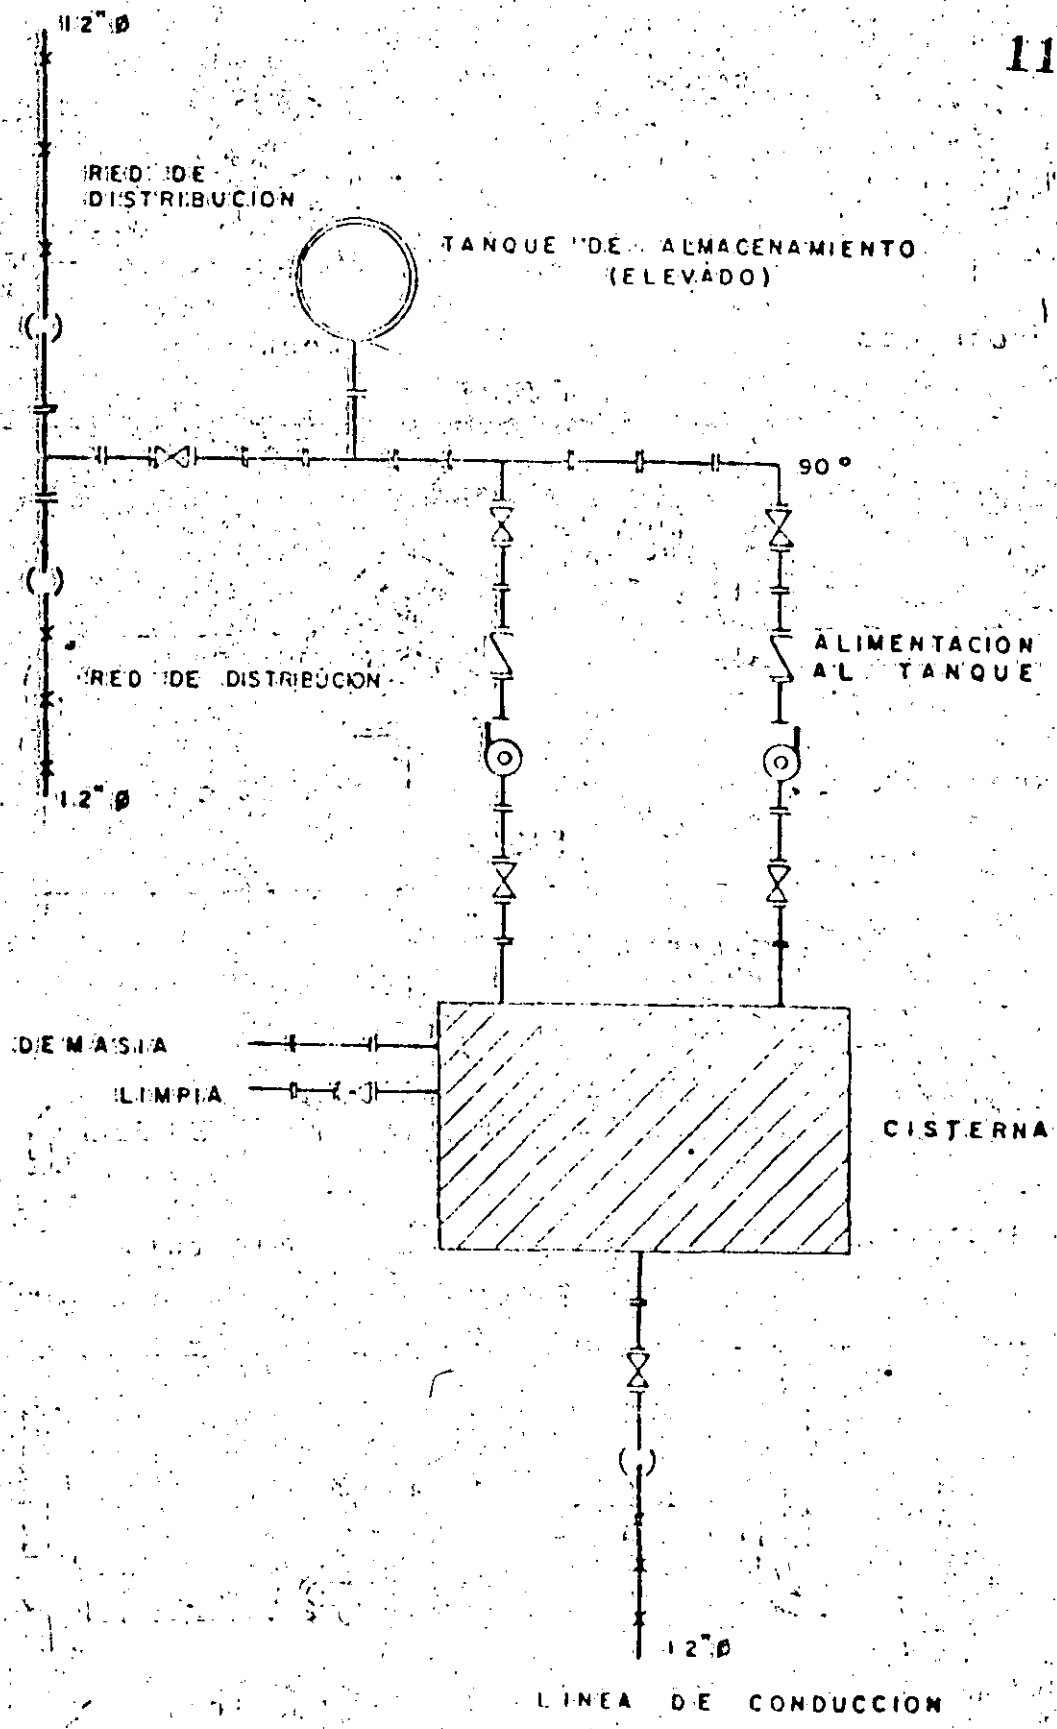 12"Ø
11
RED DE
DISTRIBUCION
TANQUE DE ALMACENAMIENTO
(ELEVADO)
90°
ALIMENTACION
AL TANQUE
RED DE DISTRIBUCION
12"Ø
DEMASIA
LIMPIA
CISTERNA
12"Ø
LINEA DE CONDUCCION